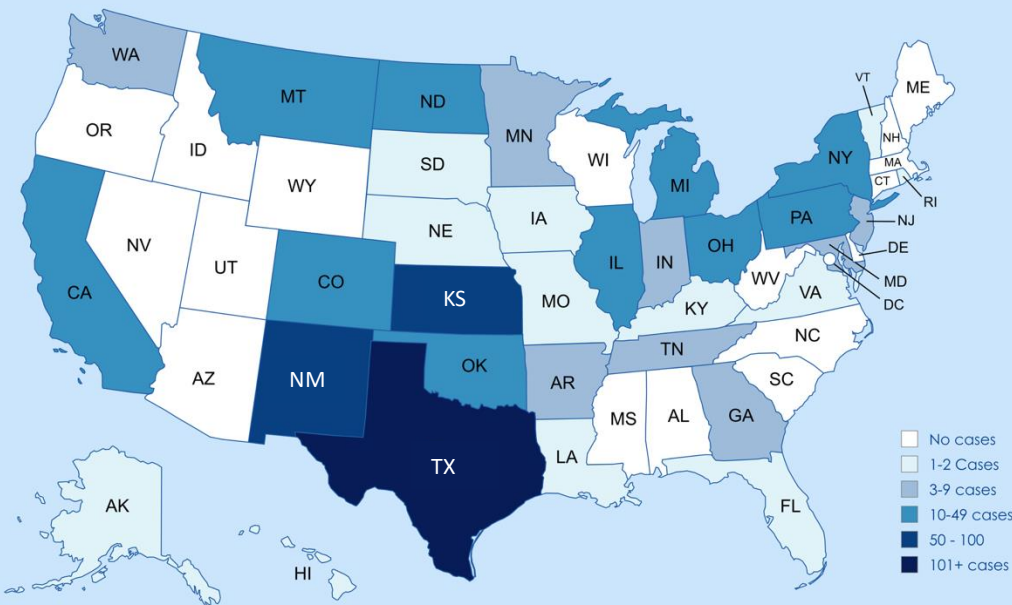 WA
MT
ND
MN
VT
ME
OR
ID
SD
WI
NH
NY
MA
WY
MI
CT
RI
NE
IA
PA
NJ
NV
UT
IL
IN
OH
DE
CA
CO
KS
MO
WV
MD
VA
DC
KY
NC
AZ
NM
OK
TN
AR
SC
MS
AL
GA
TX
LA
FL
AK
HI
No cases
1-2 Cases
3-9 cases
10-49 cases
50 - 100
101+ cases